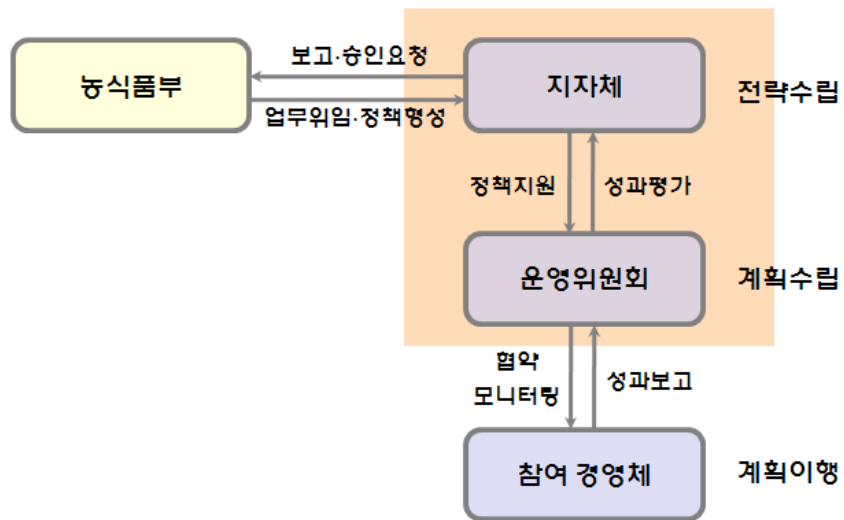 보고·승인요청
농식품부
지자체
전략수립
업무위임·정책형성
정책지원
성과평가
운영위원회
계획수립
협약
모니터링
성과보고
참여 경영체
계획이행